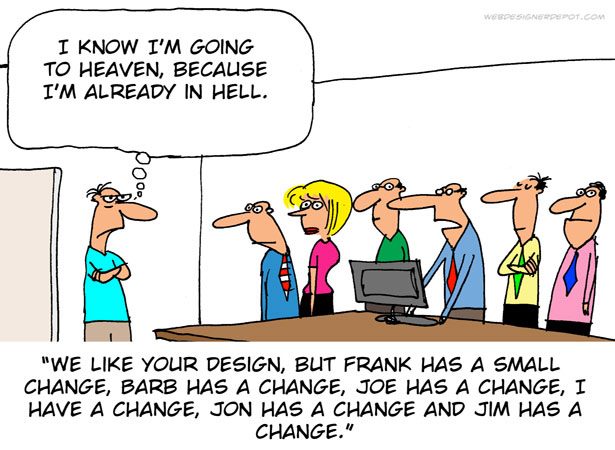 WEBDESIGNERDEPOT.COM
I KNOW I'M GOING
TO HEAVEN, BECAUSE
I'M ALREADY IN HELL.
"WE LIKE YOUR DESIGN, BUT FRANK HAS A SMALL
CHANGE, BARB HAS A CHANGE, JOE HAS A CHANGE, I
HAVE A CHANGE, JON HAS A CHANGE AND JIM HAS A
CHANGE."